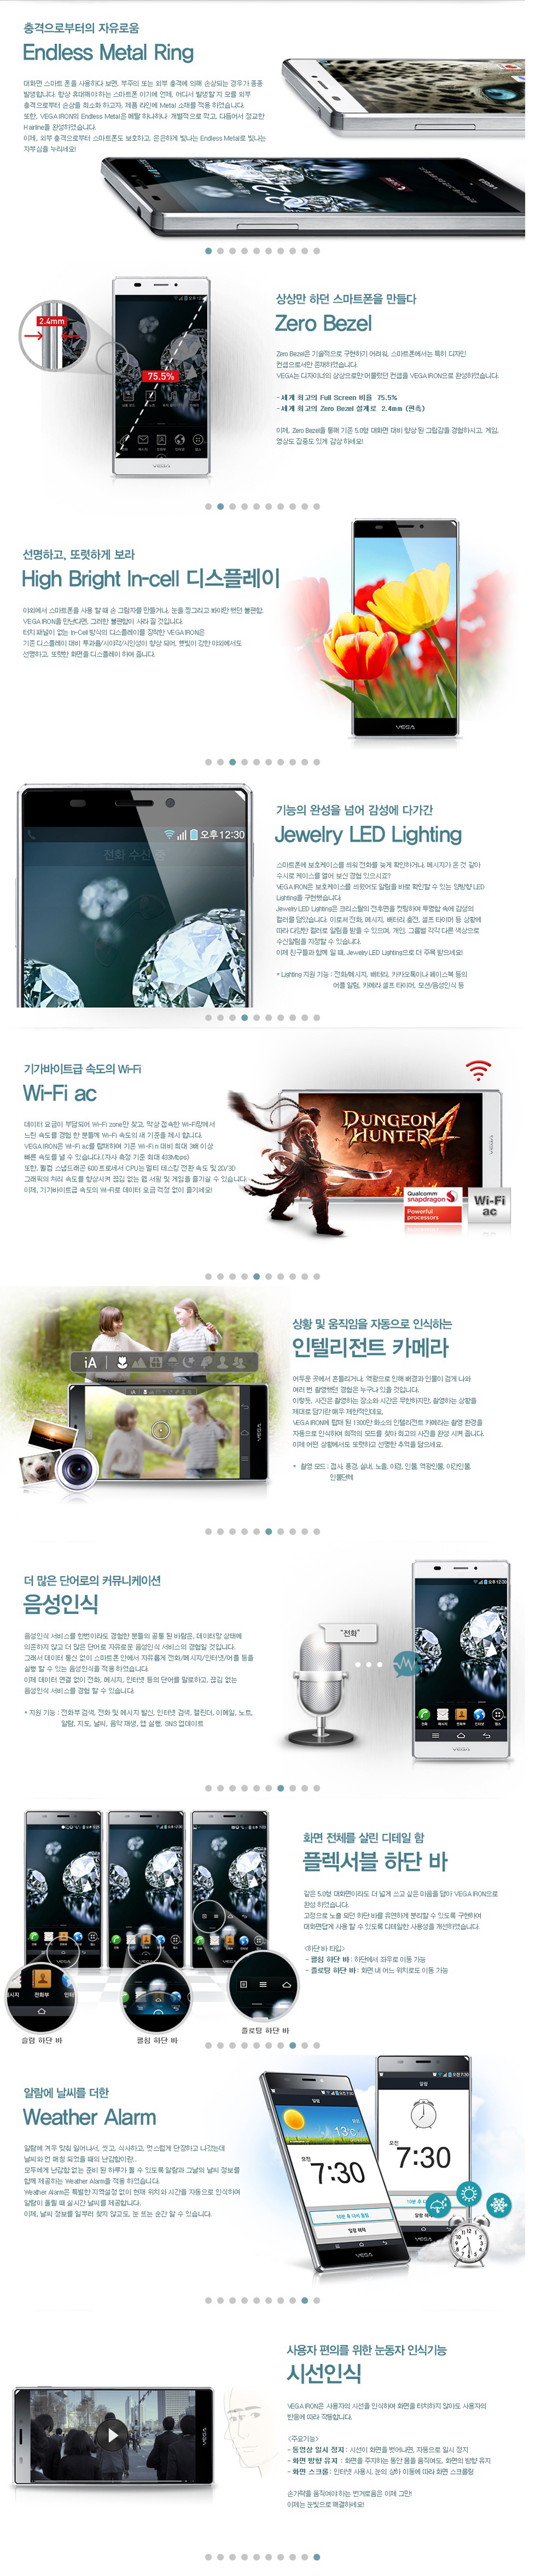 충격으로부터의 자유로움
Endless Metal Ring
대화면 스마트 폰을 사용하다 보면, 부주의 또는 외부 충격에 의해 손상되는 경우가 종종
발생합니다. 항상 휴대해야 하는 스마트폰 이기에 언제, 어디서 발생할 지 모를 외부
충격으로부터 손상을 최소화 하고자, 제품 라인에 Metal 소재를 적용 하였습니다.
또한, VEGA IRON의 Endless Metal은 메탈 하나하나 개별적으로 깍고, 다듬어서 정교한
Hairline을 완성하였습니다.
이제, 외부 충격으로부터 스마트폰도 보호하고, 은은하게 빛나는 Endless Metal로 빛나는
자부심을 누리세요!
2.4mm
75.5%
VEGA
상상만 하던 스마트폰을 만들다
Zero Bezel
Zero Bezel은 기술적으로 구현하기 어려워, 스마트폰에서는 특히 디자인
컨셉으로서만 존재하였습니다.
VEGA는 디자이너의 상상으로만 머물렀던 컨셉을 VEGA IRON으로 완성하였습니다.
- 세계 최고의 Full Screen 비율 75.5%
- 세계 최고의 Zero Bezel 설계로 2.4mm (편측)
이제, Zero Bezel을 통해 기존 5.0형 대화면 대비 향상 된 그립감을 경험하시고, 게임,
영상도 집중도 있게 감상 하세요!
선명하고, 또렷하게 보라
High Bright In-cell 디스플레이
야외에서 스마트폰을 사용 할 때 손 그림자를 만들거나, 눈을 찡그리고 봐야만 했던 불편함.
VEGA IRON을 만난다면, 그러한 불편함이 사라 질 것입니다.
터치 패널이 없는 In-Cell 방식의 디스플레이를 장착한 VEGA IRON은
기존 디스플레이 대비 투과율/시야각/시인성이 향상 되어, 햇빛이 강한 야외에서도
선명하고, 또렷한 화면을 디스플레이 하여 줍니다.
VEGA
오후 12:30
전화 수신중
기능의 완성을 넘어 감성에 다가간
Jewelry LED Lighting
스마트폰에 보호케이스를 씌워 전화를 늦게 확인하거나, 메시지가 온 것 같아
수시로 케이스를 열어 보신 경험 있으시죠?
VEGA IRON은 보호케이스를 씌웠어도 알림을 바로 확인할 수 있는 양방향 LED
Lighting을 구현했습니다.
Jewelry LED Lighting은 크리스탈의 전후면을 컷팅하여 투명함 속에 감성의
컬러를 담았습니다. 이로써 전화, 메시지, 배터리 충전, 셀프 타이머 등 상황에
따라 다양한 컬러로 알림을 받을 수 있으며, 개인, 그룹별 각각 다른 색상으로
수신알림을 지정할 수 있습니다.
이제 친구들과 함께 일 때, Jewelry LED Lighting으로 더 주목 받으세요!
* Lighting 지원 기능 : 전화/메시지, 배터리, 카카오톡이나 페이스북 등의
어플 알림, 카메라 셀프 타이머, 모션/음성인식 등
기가바이트급 속도의 Wi-Fi
Wi-Fi ac
데이터 요금이 부담되어 Wi-Fi zone만 찾고, 막상 접속한 Wi-Fi망에서
느린 속도를 경험 한 분들께 Wi-Fi 속도의 새 기준을 제시 합니다.
VEGA IRON은 Wi-Fi ac를 탑재하여 기존 Wi-Fi n 대비 최대 3배 이상
빠른 속도를 낼 수 있습니다.(자사 측정 기준 최대 433Mbps)
또한, 퀄컴 스냅드래곤 600 프로세서 CPU는 멀티 태스킹 전환 속도 및 2D/3D
그래픽의 처리 속도를 향상시켜 끊김 없는 웹 서핑 및 게임을 즐기실 수 있습니다.
이제, 기가바이트급 속도의 Wi-Fi로 데이터 요금 걱정 없이 즐기세요!
DUNGEON
HUNTER 4
VEGA
Qualcomm
snapdragon
Powerful
processors
Wi-Fi
ac
iA
VEGA
상황 및 움직임을 자동으로 인식하는
인텔리전트 카메라
어두운 곳에서 흔들리거나, 역광으로 인해 배경과 인물이 검게 나와
여러 번 촬영했던 경험은 누구나 있을 것입니다.
이렇듯, 사진은 촬영하는 장소와 시간은 무한하지만, 촬영하는 상황을
제대로 담기란 매우 제한적인데요.
VEGA IRON에 탑재 된 1300만 화소의 인텔리전트 카메라는 촬영 환경을
자동으로 인식하여 최적의 모드를 찾아 최고의 사진을 완성 시켜 줍니다.
이제 어떤 상황에서도 또렷하고 선명한 추억을 담으세요.
* 촬영 모드 : 접사, 풍경, 실내, 노을, 야경, 인물, 역광인물, 야간인물,
인물단체
더 많은 단어로의 커뮤니케이션
음성인식
음성인식 서비스를 한번이라도 경험한 분들의 공통 된 바람은, 데이터망 상태에
의존하지 않고 더 많은 단어로 자유로운 음성인식 서비스의 경험일 것입니다.
그래서 데이터 통신 없이 스마트폰 안에서 자유롭게 전화/메시지/인터넷/어플 등을
실행 할 수 있는 음성인식을 적용 하였습니다.
이제 데이터 연결 없이 전화, 메시지, 인터넷 등의 단어를 말로하고, 끊김 없는
음성인식 서비스를 경험 할 수 있습니다.
* 지원 기능 : 전화부 검색, 전화 및 메시지 발신, 인터넷 검색, 캘린더, 이메일, 노트,
알람, 지도, 날씨, 음악 재생, 앱 실행, SNS 업데이트
"전화"
오후 12:30
VEGA
화면 전체를 살린 디테일 함
플렉서블 하단 바
같은 5.0형 대화면이라도 더 넓게 쓰고 싶은 마음을 담아 VEGA IRON으로
완성 하였습니다.
고정으로 노출 되던 하단 바를 유연하게 분리할 수 있도록 구현하여
대화면답게 사용 할 수 있도록 디테일한 사용성을 개선하였습니다.
<하단 바 타입>
- 펼침 하단 바 : 하단에서 좌우로 이동 가능
- 플로팅 하단 바 : 화면 내 어느 위치로도 이동 가능
슬림 하단 바
펼침 하단 바
플로팅 하단 바
알람에 날씨를 더한
Weather Alarm
알람에 겨우 맞춰 일어나서, 씻고, 식사하고, 멋스럽게 단장하고 나갔는데
날씨와 언 매칭 되었을 때의 난감함이란..
모두에게 난감함 없는 준비 된 하루가 될 수 있도록 알람과 그날의 날씨 정보를
함께 제공하는 Weather Alarm을 적용 하였습니다.
Weather Alarm은 특별한 지역설정 없이 현재 위치와 시간을 자동으로 인식하여
알람이 울릴 때 실시간 날씨를 제공합니다.
이제, 날씨 정보를 일부러 찾지 않고도, 눈 뜨는 순간 알 수 있습니다.
알람
13℃
오전
7:30
10분 후 다시 울림
알람 해제
VEGA
알람
오전
7:30
VEGA
사용자 편의를 위한 눈동자 인식기능
시선인식
VEGA IRON은 사용자의 시선을 인식하여 화면을 터치하지 않아도 사용자의
반응에 따라 작동합니다.
<주요기능>
- 동영상 일시 정지 : 시선이 화면을 벗어나면, 자동으로 일시 정지
- 화면 방향 유지 : 화면을 주시하는 동안 몸을 움직여도, 화면의 방향 유지
- 화면 스크롤 : 인터넷 사용시, 눈의 상하 이동에 따라 화면 스크롤링
손가락을 움직여야 하는 번거로움은 이제 그만!
이제는 눈빛으로 해결하세요!
VEGA